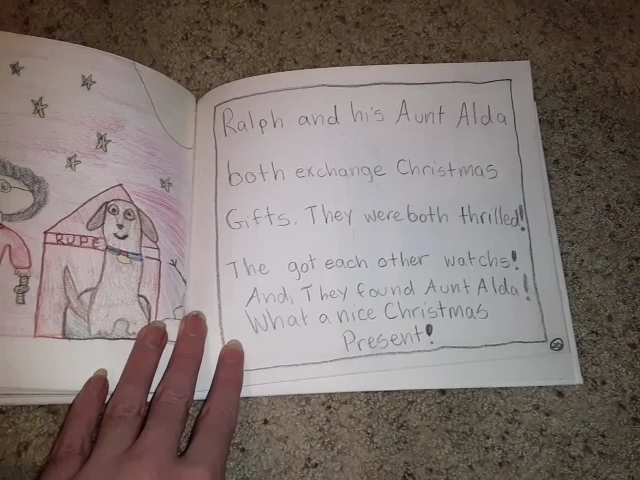 RUPE
Ralph and his Aunt Alda
both exchange Christmas
Gifts. They were both thrilled!
The got each other watchs!
And, They found Aunt Alda!
What a nice Christmas
Present!